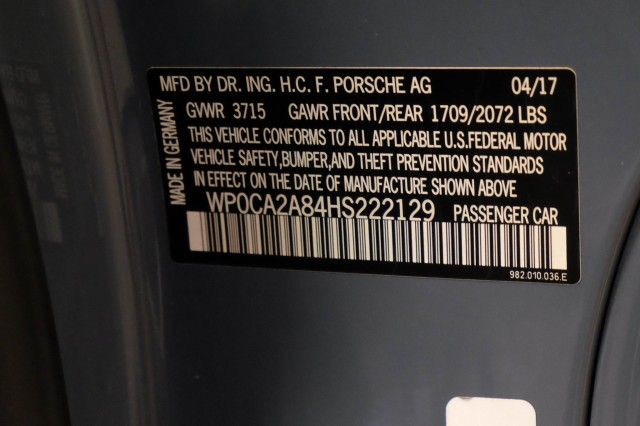 MFD BY DR. ING. H.C. F. PORSCHE AG 04/17
GVWR 3715 GAWR FRONT/REAR 1709/2072 LBS
THIS VEHICLE CONFORMS TO ALL APPLICABLE U.S.FEDERAL MOTOR
VEHICLE SAFETY,BUMPER,AND THEFT PREVENTION STANDARDS
IN EFFECT ON THE DATE OF MANUFACTURE SHOWN ABOVE
WP0CA2A84HS222129 PASSENGER CAR
982.010.036.E
MADE IN GERMANY